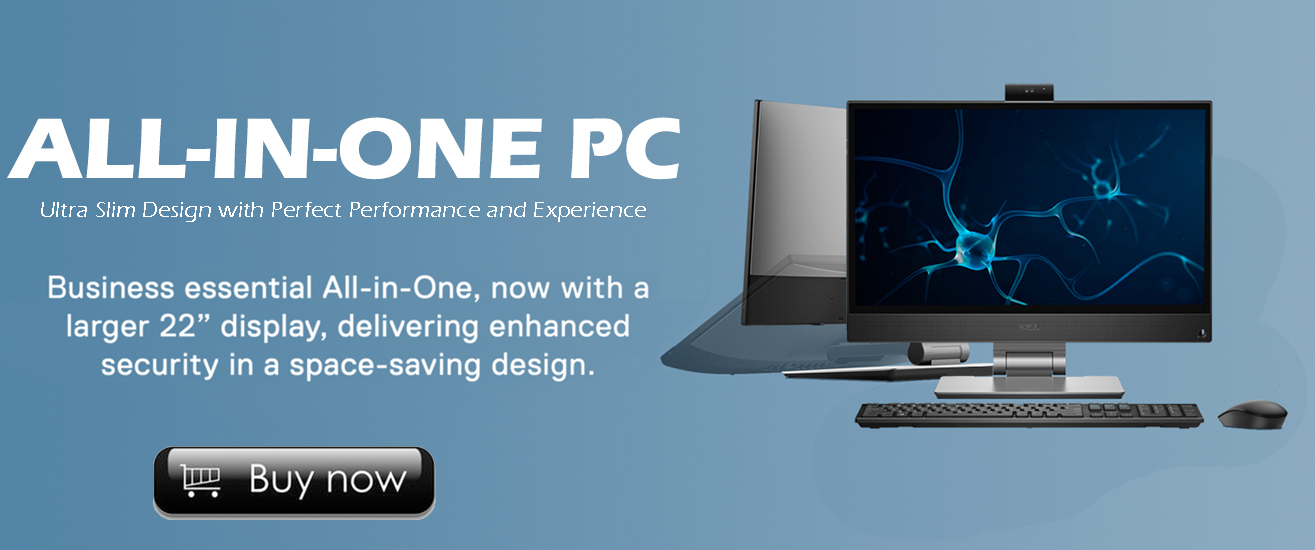 ALL-IN-ONE PC
Ultra Slim Design with Perfect Performance and Experience
Business essential All-in-One, now with a
larger 22” display, delivering enhanced
security in a space-saving design.
Buy now
DELL